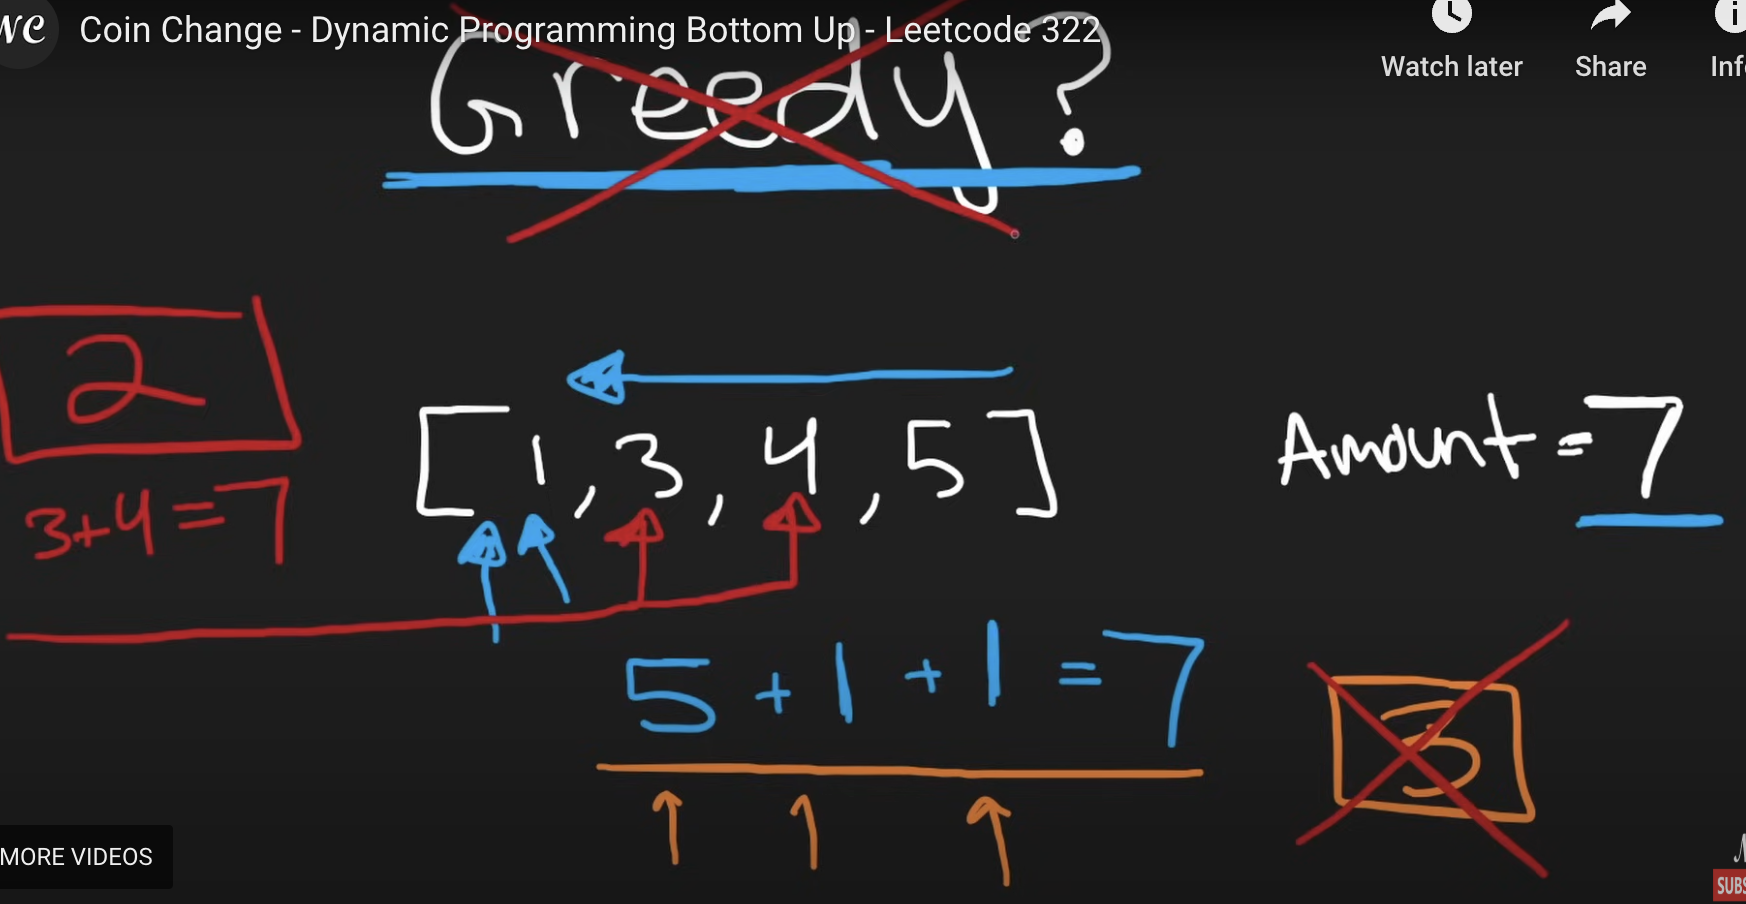 NC Coin Change - Dynamic Programming Bottom Up - Leetcode 322
Watch later Share Inf
Greedy?
2
3+4=7
[1, 3, 4, 5]
Amount = 7
5 + 1 + 1 = 7
3
MORE VIDEOS
SUBS